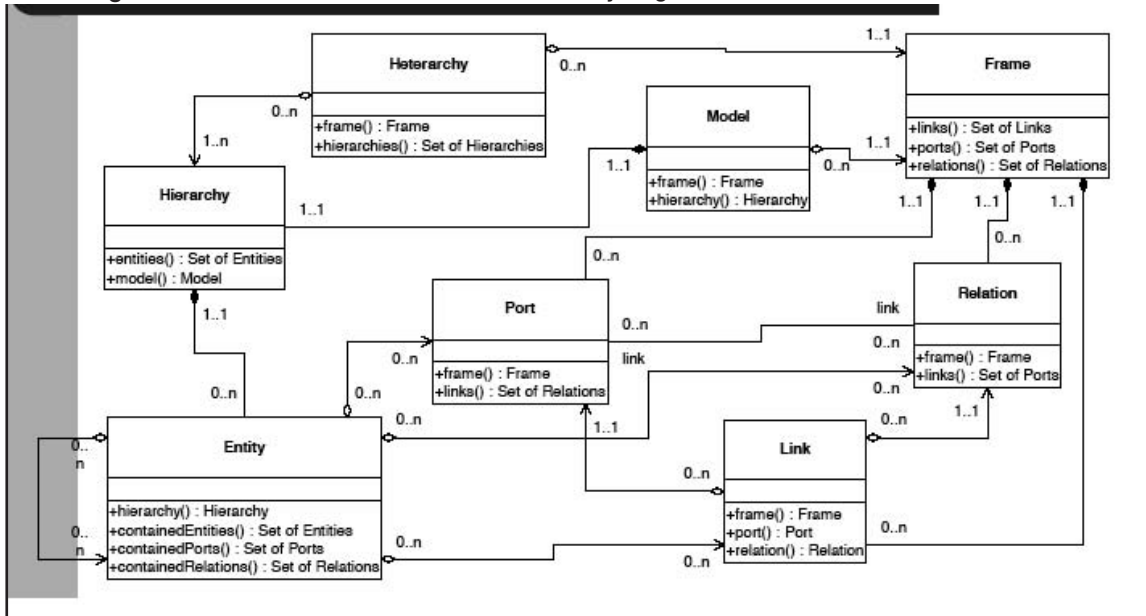 Heterarchy
+frame() : Frame
+hierarchies() : Set of Hierarchies
0..n
1..1
0..n
1..n
Frame
+links() : Set of Links
+ports() : Set of Ports
+relations() : Set of Relations
Model
+frame() : Frame
+hierarchy() : Hierarchy
1..1
1..1
0..n
1..1
1..1
1..1
1..1
Hierarchy
+entities() : Set of Entities
+model() : Model
1..1
0..n
0..n
0..n
Port
+frame() : Frame
+links() : Set of Relations
0..n
link
link
0..n
Relation
+frame() : Frame
+links() : Set of Ports
0..n
0..n
0..n
0..n
1..1
1..1
0..n
0..n
Entity
+hierarchy() : Hierarchy
+containedEntities() : Set of Entities
+containedPorts() : Set of Ports
+containedRelations() : Set of Relations
0..
n
0..
n
0..n
0..n
Link
+frame() : Frame
+port() : Port
+relation() : Relation
0..n